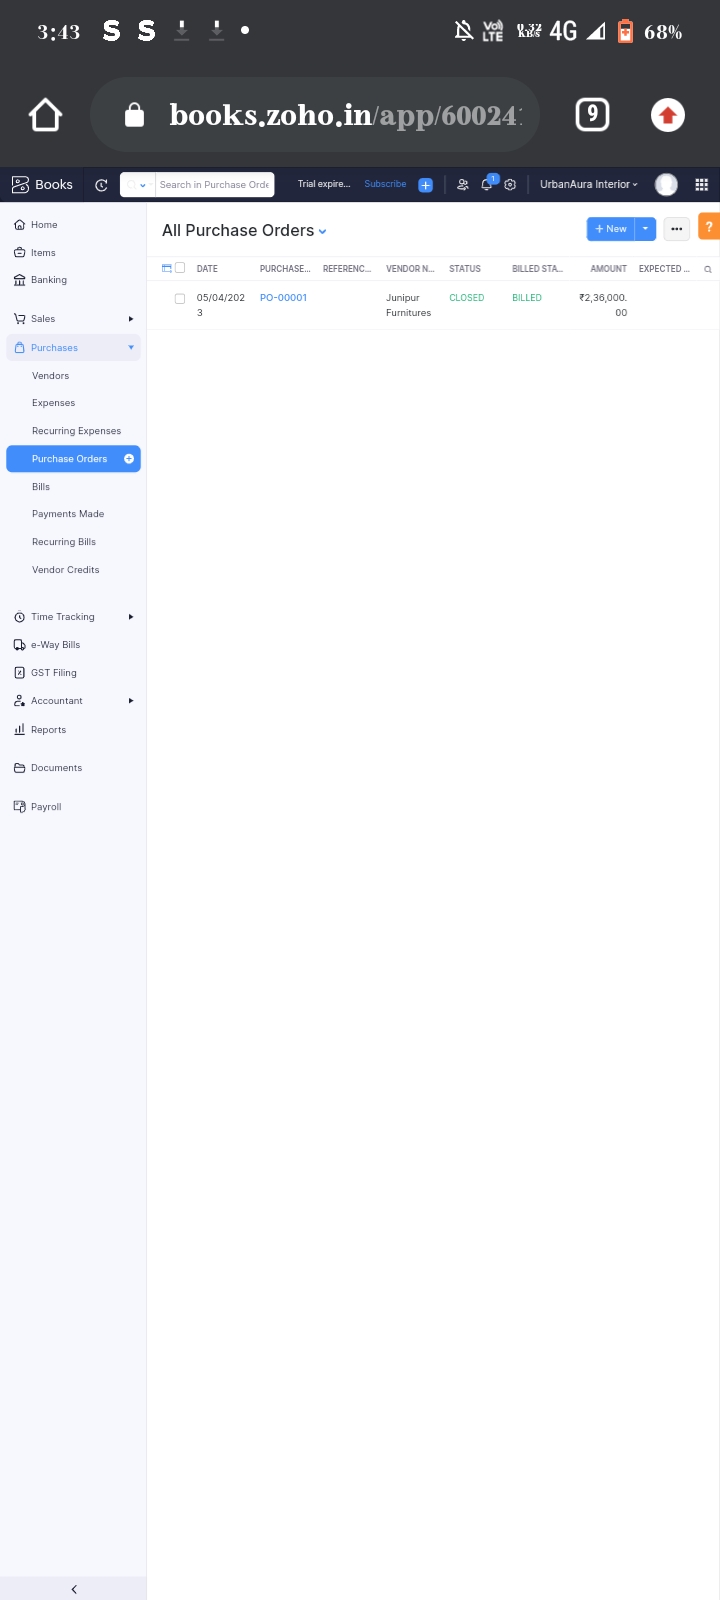 3:43 S S 0.32 KB/s 4G 68%
Vo) LTE
books.zoho.in/app/60024
9
Books
Search in Purchase Orde
Trial expire... Subscribe
1
UrbanAura Interior
Home
Items
Banking
Sales
Purchases
Vendors
Expenses
Recurring Expenses
Purchase Orders
Bills
Payments Made
Recurring Bills
Vendor Credits
Time Tracking
e-Way Bills
GST Filing
Accountant
Reports
Documents
Payroll
All Purchase Orders
+ New
?
DATE PURCHASE... REFERENC... VENDOR N... STATUS BILLED STA... AMOUNT EXPECTED ...
05/04/202 PO-00001 Junipur CLOSED BILLED ₹2,36,000.
3 Furnitures 00